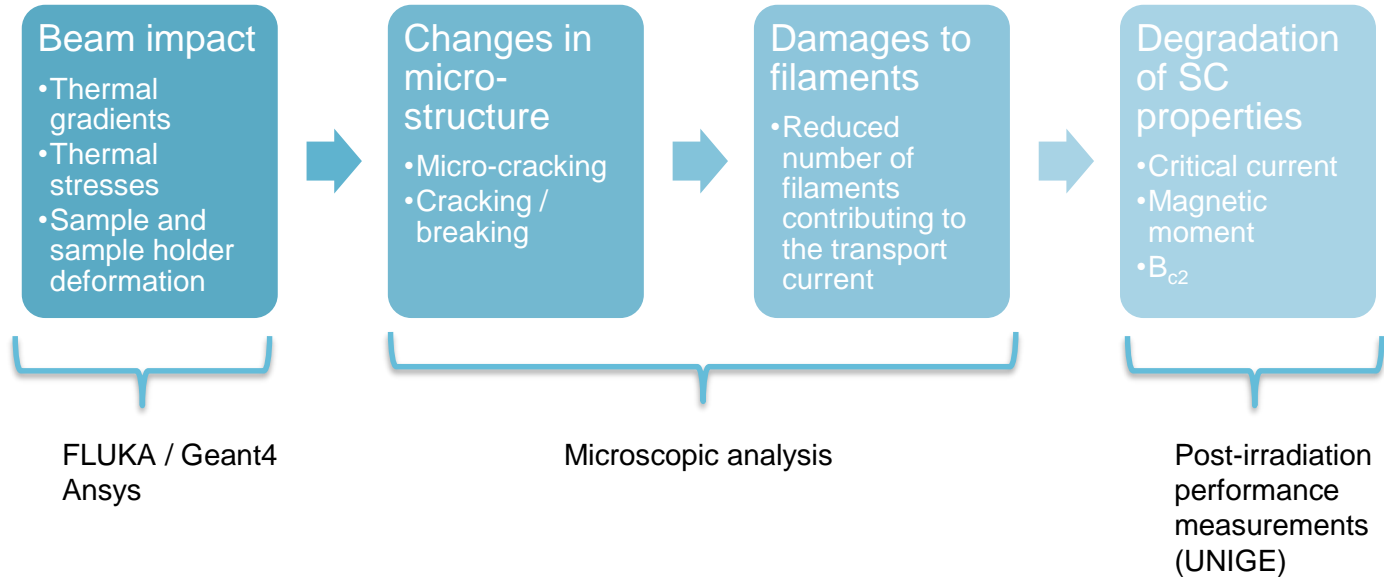 Beam impact
•Thermal
gradients
•Thermal
stresses
•Sample and
sample holder
deformation
Changes in
micro-
structure
•Micro-cracking
•Cracking /
breaking
Damages to
filaments
•Reduced
number of
filaments
contributing to
the transport
current
Degradation
of SC
properties
•Critical current
•Magnetic
moment
•Bc2
FLUKA / Geant4
Ansys
Microscopic analysis
Post-irradiation
performance
measurements
(UNIGE)